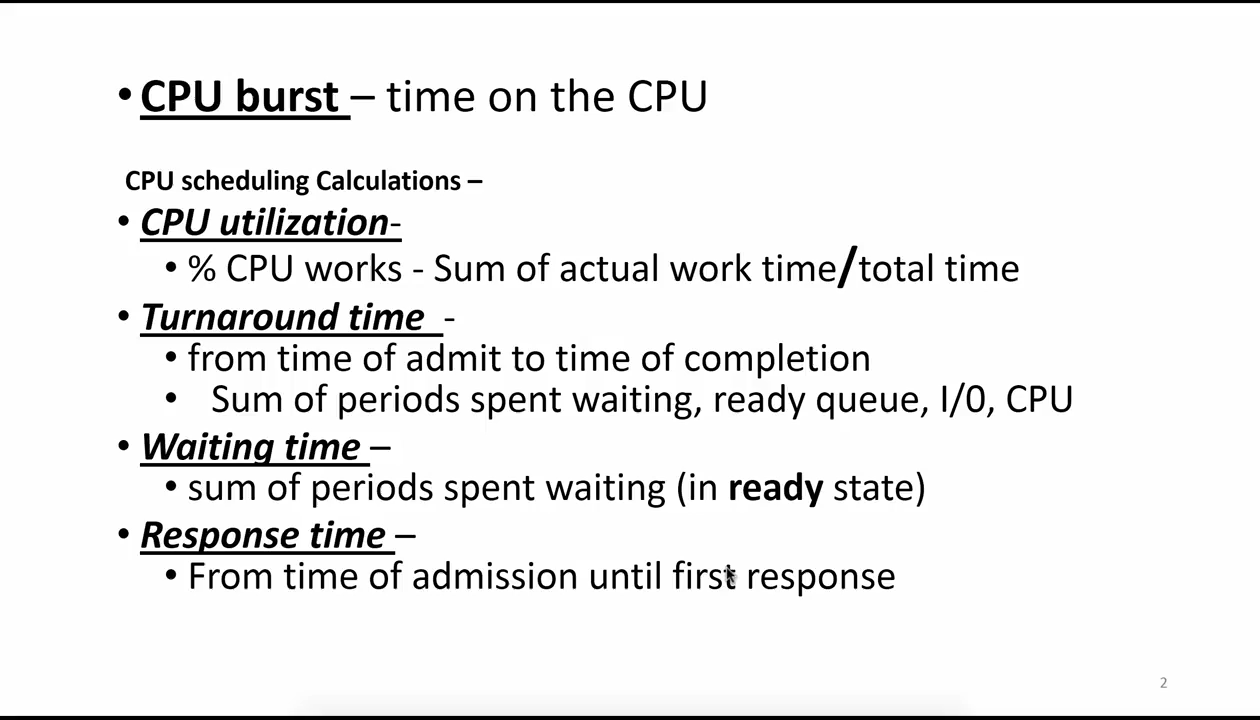 •CPU burst – time on the CPU
CPU scheduling Calculations –
• CPU utilization-
• % CPU works - Sum of actual work time/total time
• Turnaround time -
• from time of admit to time of completion
• Sum of periods spent waiting, ready queue, I/0, CPU
• Waiting time –
• sum of periods spent waiting (in ready state)
• Response time –
• From time of admission until first response
2